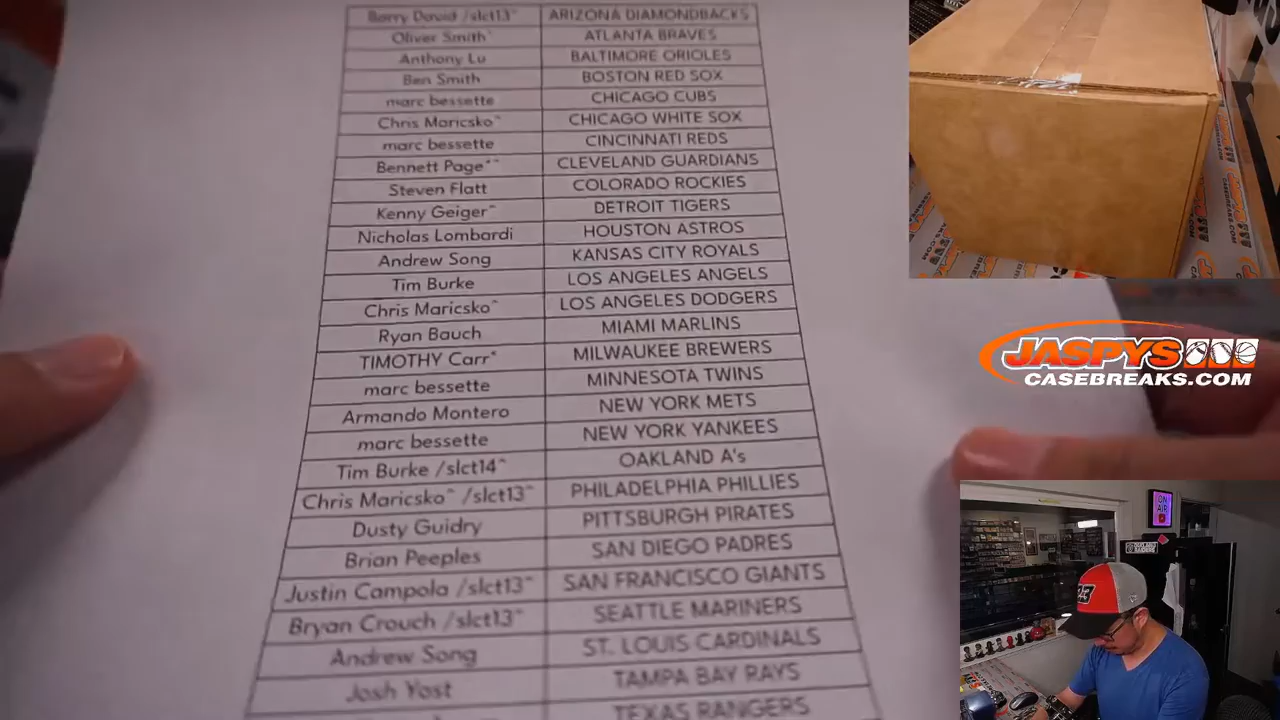 Barry David /slct13^ ARIZONA DIAMONDBACKS
Oliver Smith^ ATLANTA BRAVES
Anthony Lu BALTIMORE ORIOLES
Ben Smith BOSTON RED SOX
marc bessette CHICAGO CUBS
Chris Maricsko^ CHICAGO WHITE SOX
marc bessette CINCINNATI REDS
Bennett Page^^ CLEVELAND GUARDIANS
Steven Flatt COLORADO ROCKIES
Kenny Geiger^ DETROIT TIGERS
Nicholas Lombardi HOUSTON ASTROS
Andrew Song KANSAS CITY ROYALS
Tim Burke LOS ANGELES ANGELS
Chris Maricsko^ LOS ANGELES DODGERS
Ryan Bauch MIAMI MARLINS
TIMOTHY Carr^ MILWAUKEE BREWERS
marc bessette MINNESOTA TWINS
Armando Montero NEW YORK METS
marc bessette NEW YORK YANKEES
Tim Burke /slct14^ OAKLAND A's
Chris Maricsko^ /slct13^ PHILADELPHIA PHILLIES
Dusty Guidry PITTSBURGH PIRATES
Brian Peeples SAN DIEGO PADRES
Justin Campola /slct13^ SAN FRANCISCO GIANTS
Bryan Crouch /slct13^ SEATTLE MARINERS
Andrew Song ST. LOUIS CARDINALS
Josh Yost TAMPA BAY RAYS
TEXAS RANGERS
JASPYS
CASEBREAKS.COM
ON
AIR